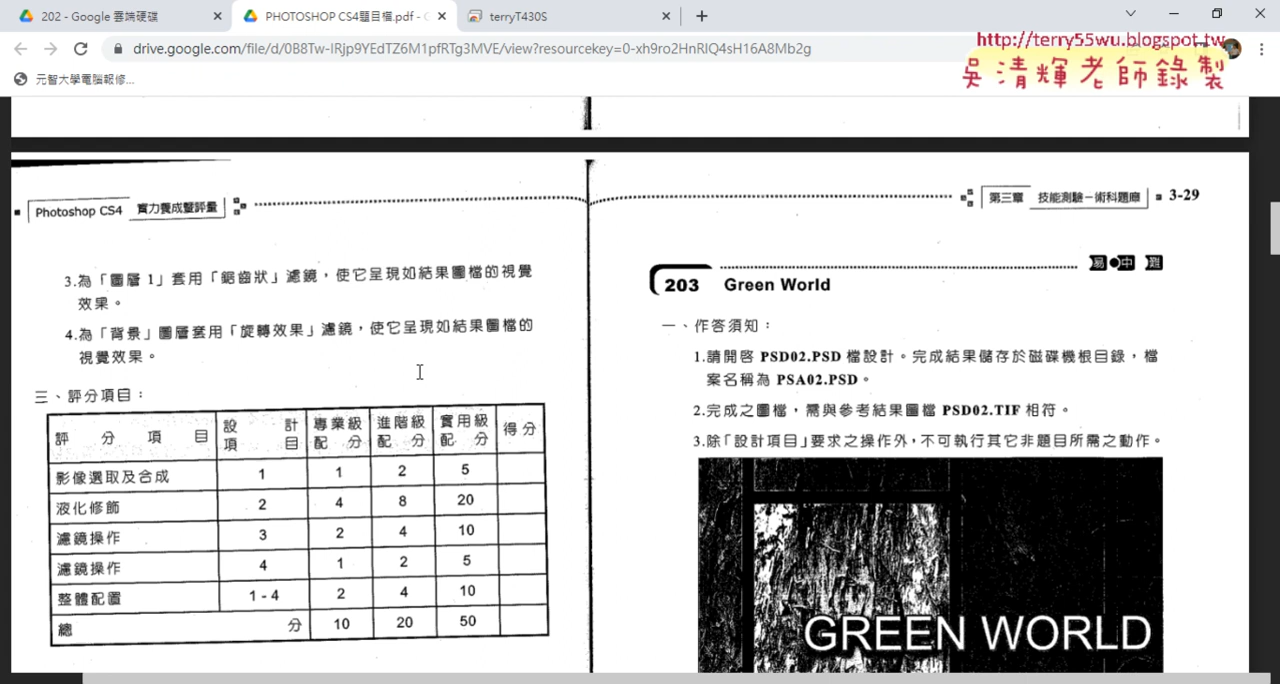 202 - Google 雲端硬碟
PHOTOSHOP CS4題目檔.pdf - G
terryT430S
drive.google.com/file/d/0B8Tw-IRjp9YEdTZ6M1pfRTg3MVE/view?resourcekey=0-xh9ro2HnRIQ4sH16A8Mb2g
http://terry55wu.blogspot.tw
吳清輝老師錄製
元智大學電腦報修...
Photoshop CS4 實力養成暨評量
3.為「圖層 1」套用「鋸齒狀」濾鏡，使它呈現如結果圖檔的視覺
效果。
4.為「背景」圖層套用「旋轉效果」濾鏡，使它呈現如結果圖檔的
視覺效果。
三、評分項目：
評分項目 設計項目 專業級配分 進階級配分 實用級配分 得分
影像選取及合成 1 1 2 5
液化修飾 2 4 8 20
濾鏡操作 3 2 4 10
濾鏡操作 4 1 2 5
整體配置 1 - 4 2 4 10
總分 10 20 50
第三章 技能測驗－術科題庫 3-29
易 中 難
203 Green World
一、作答須知：
1.請開啓 PSD02.PSD 檔設計。完成結果儲存於磁碟機根目錄，檔
案名稱為 PSA02.PSD。
2.完成之圖檔，需與參考結果圖檔 PSD02.TIF 相符。
3.除「設計項目」要求之操作外，不可執行其它非題目所需之動作。
GREEN WORLD